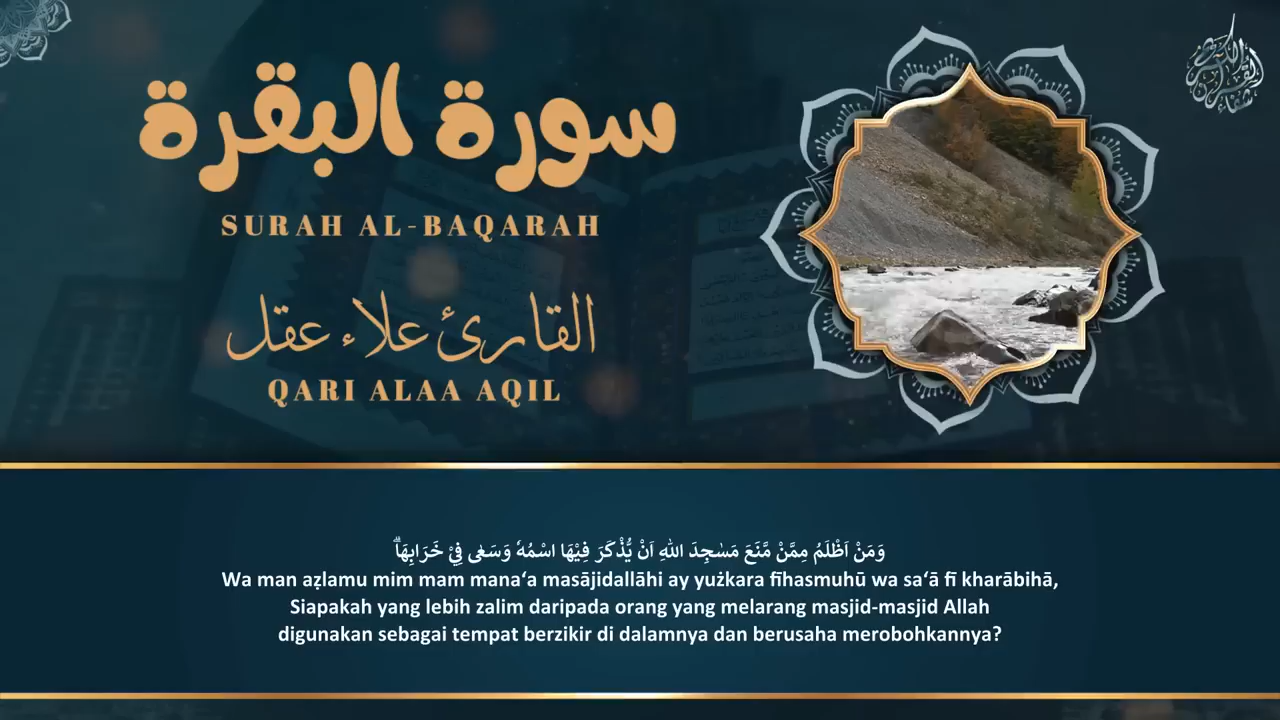 سورة البقرة
SURAH AL-BAQARAH
القارئ علاء عقل
QARI ALAA AQIL
وَمَنْ اَظْلَمُ مِمَّنْ مَّنَعَ مَسٰجِدَ اللّٰهِ اَنْ يُّذْكَرَ فِيْهَا اسْمُهٗ وَسَعٰى فِيْ خَرَابِهَاۗ
Wa man aẓlamu mim mam mana‘a masājidallāhi ay yużkara fīhasmuhū wa sa‘ā fī kharābihā,
Siapakah yang lebih zalim daripada orang yang melarang masjid-masjid Allah
digunakan sebagai tempat berzikir di dalamnya dan berusaha merobohkannya?